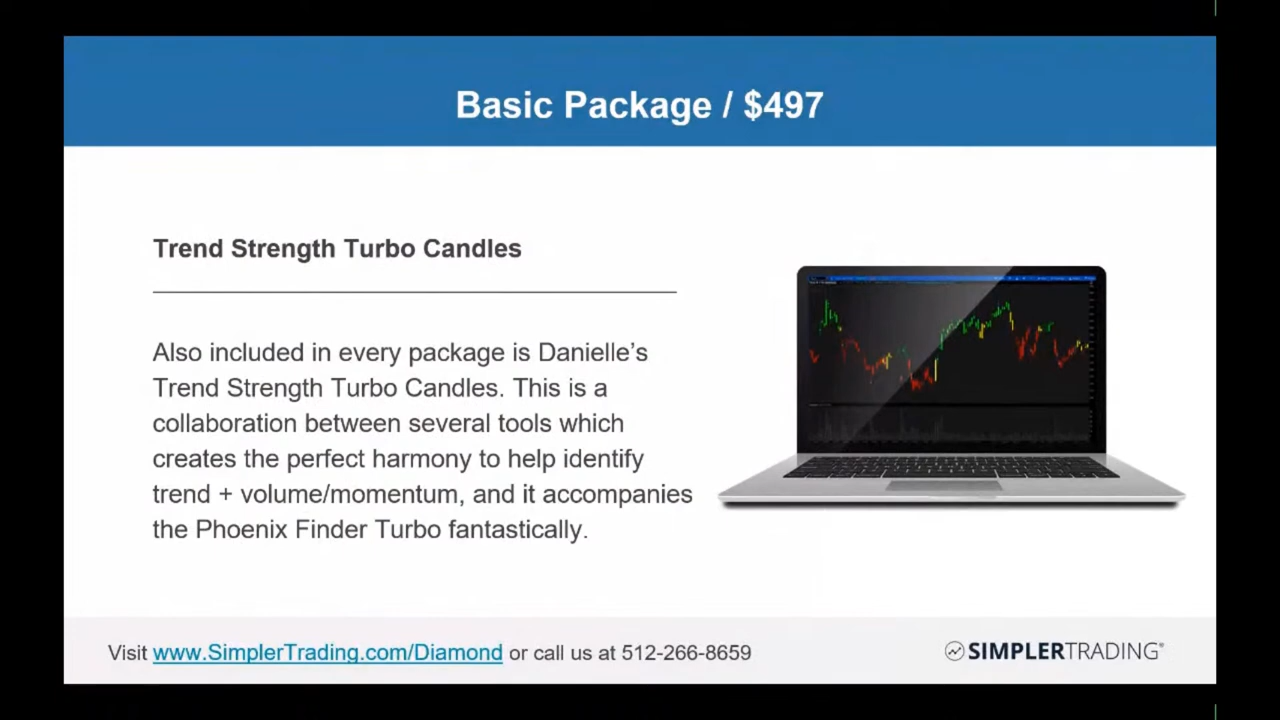 Basic Package / $497
Trend Strength Turbo Candles
Also included in every package is Danielle’s
Trend Strength Turbo Candles. This is a
collaboration between several tools which
creates the perfect harmony to help identify
trend + volume/momentum, and it accompanies
the Phoenix Finder Turbo fantastically.
Visit www.SimplerTrading.com/Diamond or call us at 512-266-8659
SIMPLERTRADING®